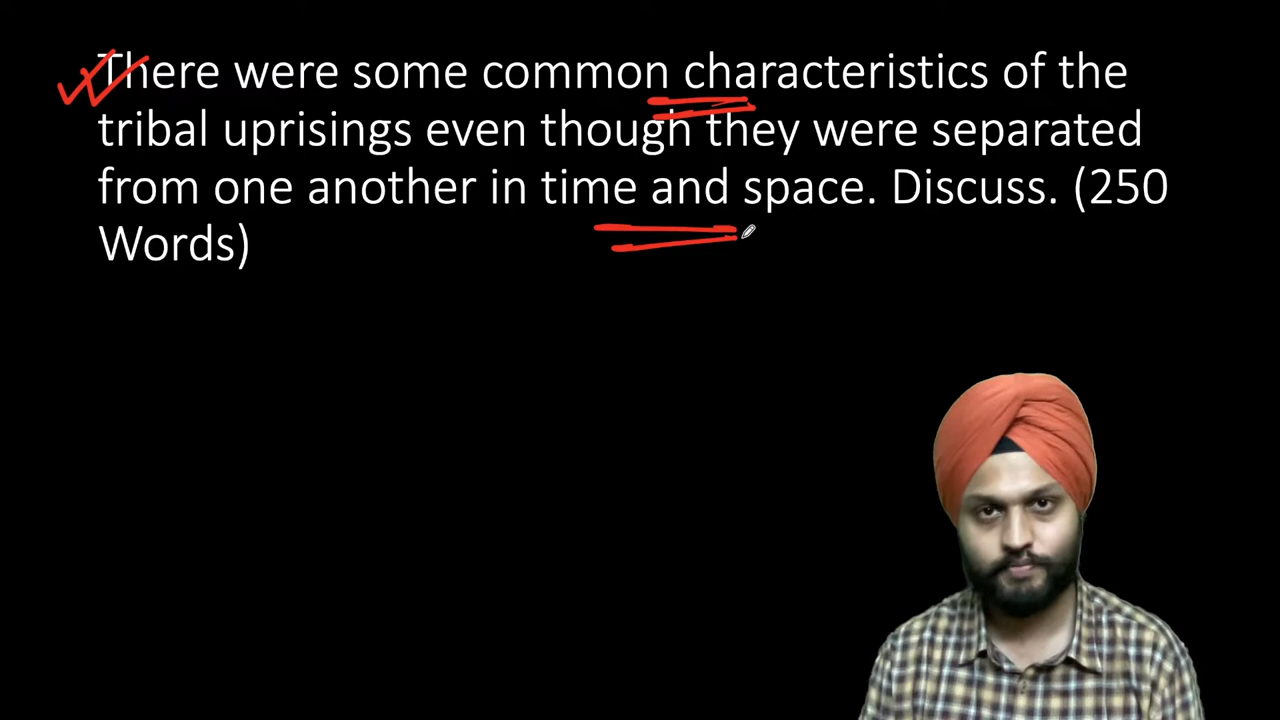 There were some common characteristics of the
tribal uprisings even though they were separated
from one another in time and space. Discuss. (250
Words)